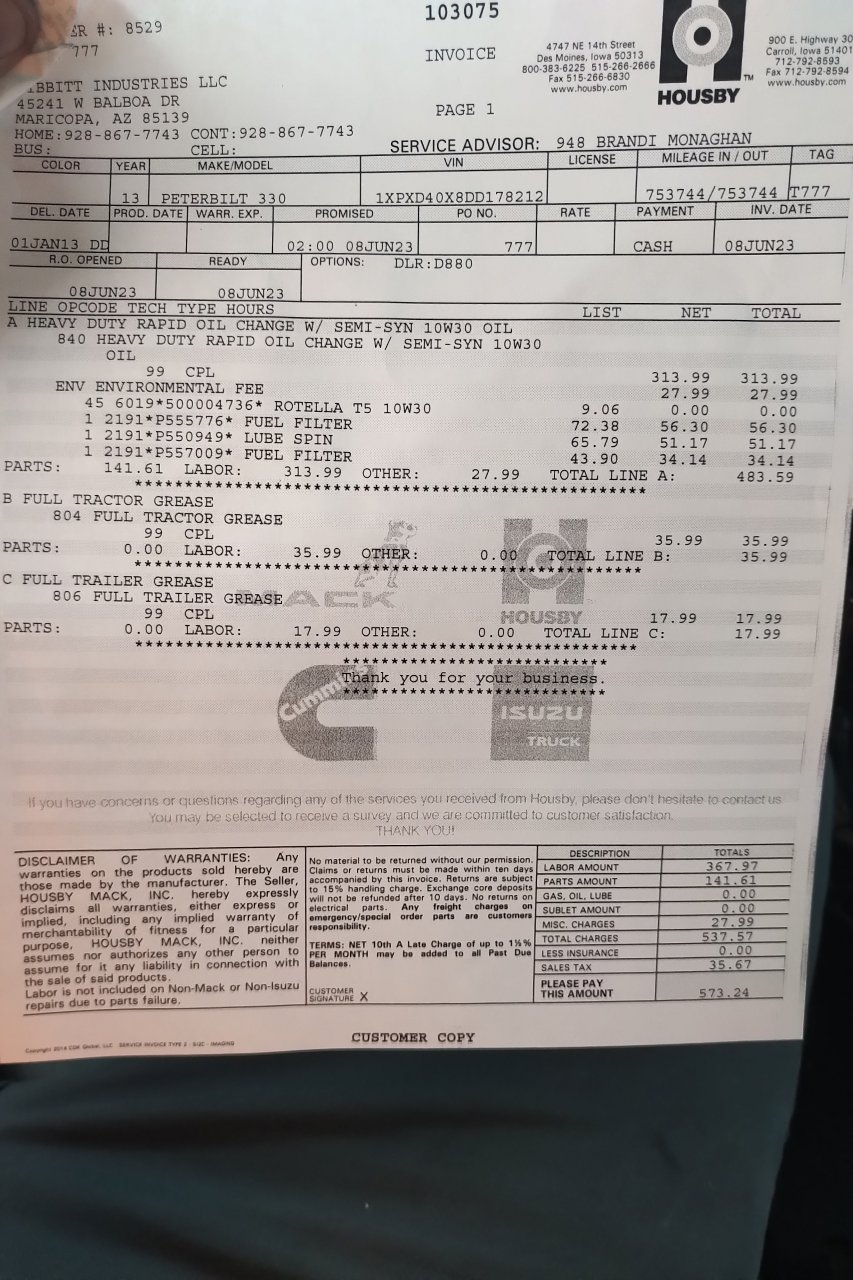 103075
ER #: 8529
777
INVOICE
4747 NE 14th Street
Des Moines, Iowa 50313
800-383-6225 515-266-2666
Fax 515-266-6830
www.housby.com
HOUSBY™
900 E. Highway 30
Carroll, Iowa 51401
712-792-8593
Fax 712-792-8594
www.housby.com
BBITT INDUSTRIES LLC
45241 W BALBOA DR
MARICOPA, AZ 85139
PAGE 1
HOME:928-867-7743 CONT:928-867-7743
BUS: CELL:
SERVICE ADVISOR: 948 BRANDI MONAGHAN
COLOR YEAR MAKE/MODEL VIN LICENSE MILEAGE IN / OUT TAG
13 PETERBILT 330 1XPXD40X8DD178212 753744/753744 T777
DEL. DATE PROD. DATE WARR. EXP. PROMISED PO NO. RATE PAYMENT INV. DATE
01JAN13 DD 02:00 08JUN23 777 CASH 08JUN23
R.O. OPENED READY OPTIONS: DLR:D880
08JUN23 08JUN23
LINE OPCODE TECH TYPE HOURS LIST NET TOTAL
A HEAVY DUTY RAPID OIL CHANGE W/ SEMI-SYN 10W30 OIL
840 HEAVY DUTY RAPID OIL CHANGE W/ SEMI-SYN 10W30
OIL
99 CPL 313.99 313.99
ENV ENVIRONMENTAL FEE 27.99 27.99
45 6019*500004736* ROTELLA T5 10W30 9.06 0.00 0.00
1 2191*P555776* FUEL FILTER 72.38 56.30 56.30
1 2191*P550949* LUBE SPIN 65.79 51.17 51.17
1 2191*P557009* FUEL FILTER 43.90 34.14 34.14
PARTS: 141.61 LABOR: 313.99 OTHER: 27.99 TOTAL LINE A: 483.59
***************************************************
B FULL TRACTOR GREASE
804 FULL TRACTOR GREASE
99 CPL 35.99 35.99
PARTS: 0.00 LABOR: 35.99 OTHER: 0.00 TOTAL LINE B: 35.99
***************************************************
C FULL TRAILER GREASE
806 FULL TRAILER GREASE
MACK
HOUSBY
99 CPL 17.99 17.99
PARTS: 0.00 LABOR: 17.99 OTHER: 0.00 TOTAL LINE C: 17.99
***************************************************
***************************
Thank you for your business.
***************************
Cummins
ISUZU
TRUCK
If you have concerns or questions regarding any of the services you received from Housby, please don't hesitate to contact us
You may be selected to receive a survey and we are committed to customer satisfaction.
THANK YOU!
DISCLAIMER OF WARRANTIES: Any
warranties on the products sold hereby are
those made by the manufacturer. The Seller,
HOUSBY MACK, INC. hereby expressly
disclaims all warranties, either express or
implied, including any implied warranty of
merchantability of fitness for a particular
purpose, HOUSBY MACK, INC. neither
assumes nor authorizes any other person to
assume for it any liability in connection with
the sale of said products.
Labor is not included on Non-Mack or Non-Isuzu
repairs due to parts failure.
No material to be returned without our permission.
Claims or returns must be made within ten days
accompanied by this invoice. Returns are subject
to 15% handling charge. Exchange core deposits
will not be refunded after 10 days. No returns on
electrical parts. Any freight charges on
emergency/special order parts are customers
responsibility.
TERMS: NET 10th A Late Charge of up to 1½%
PER MONTH may be added to all Past Due
Balances.
CUSTOMER
SIGNATURE X
DESCRIPTION TOTALS
LABOR AMOUNT 367.97
PARTS AMOUNT 141.61
GAS, OIL, LUBE 0.00
SUBLET AMOUNT 0.00
MISC. CHARGES 27.99
TOTAL CHARGES 537.57
LESS INSURANCE 0.00
SALES TAX 35.67
PLEASE PAY
THIS AMOUNT 573.24
Copyright 2014 CDK Global, LLC SERVICE INVOICE TYPE 2 - SI2C - IMAGING
CUSTOMER COPY